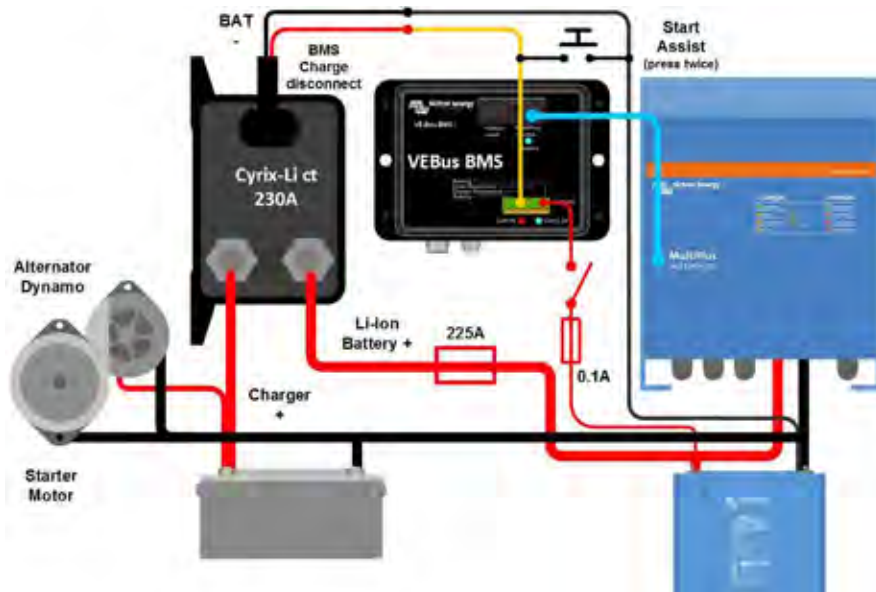 BAT
-
BMS
Charge
disconnect
Start
Assist
(press twice)
VEBus BMS
Cyrix-Li ct
230A
MultiPlus
Alternator
Dynamo
Li-Ion
Battery +
225A
0.1A
Charger
+
Starter
Motor